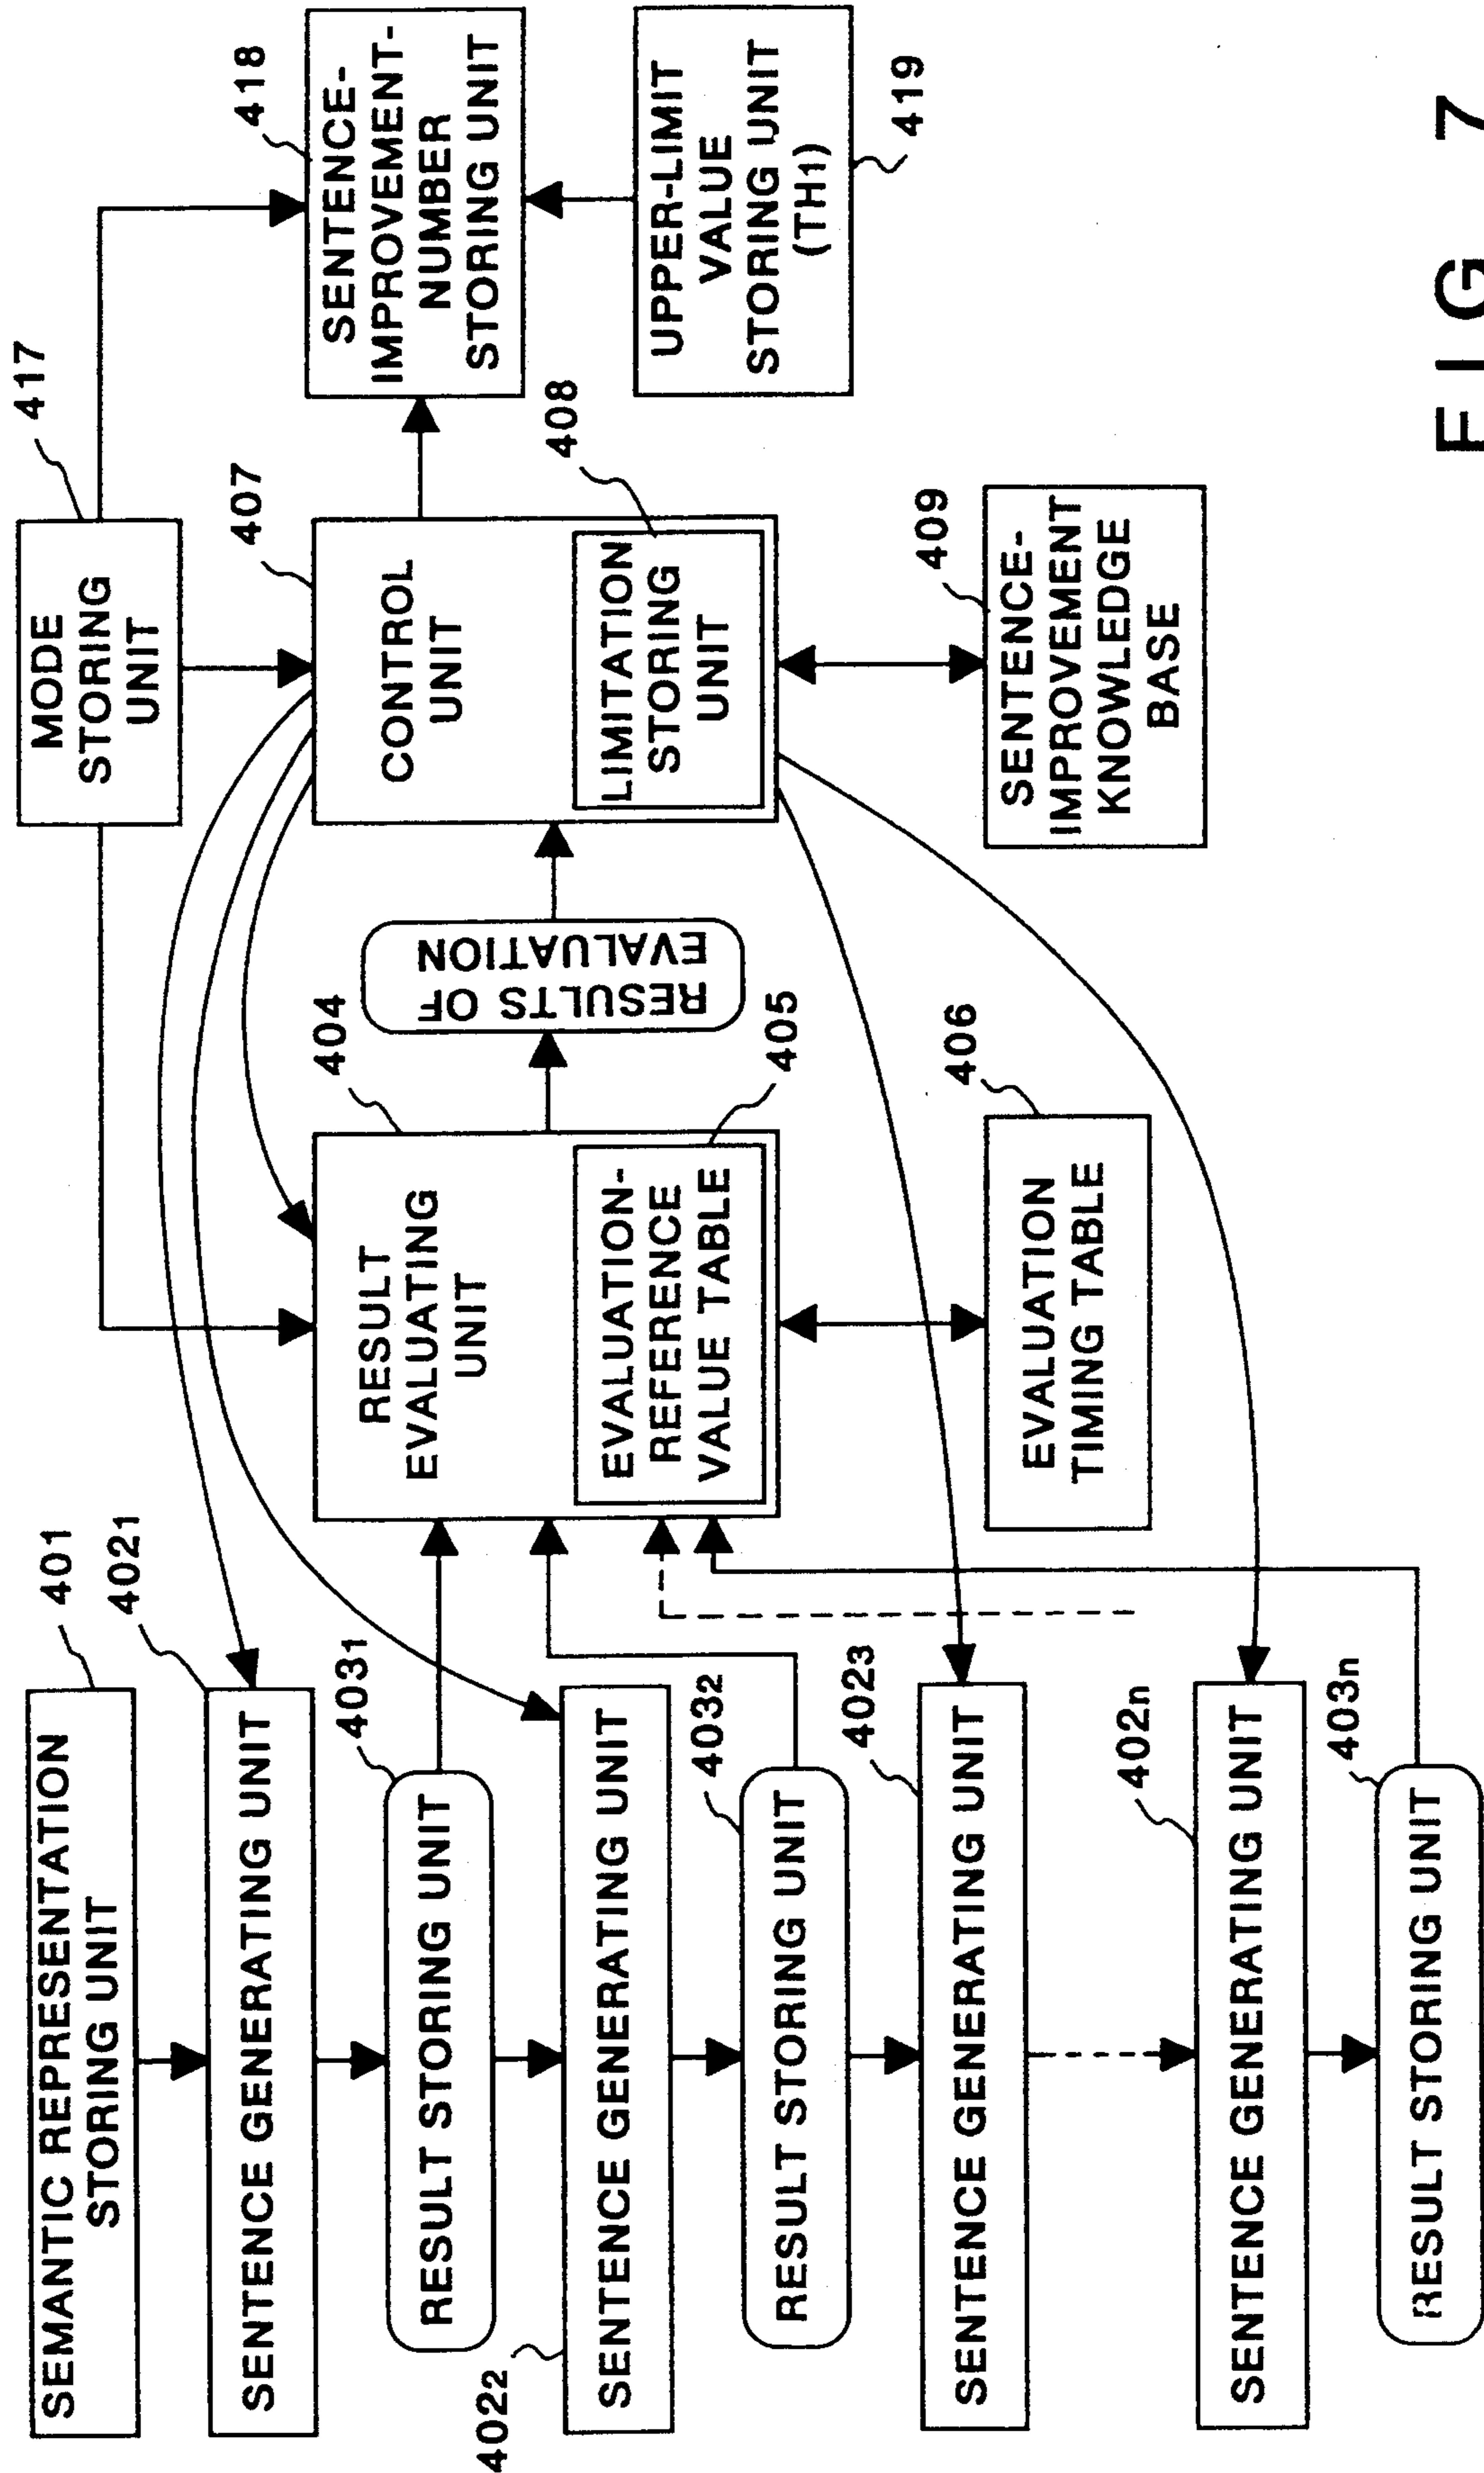 SEMANTIC REPRESENTATION
STORING UNIT
401
SENTENCE GENERATING UNIT
4021
RESULT STORING UNIT
4031
SENTENCE GENERATING UNIT
4022
RESULT STORING UNIT
4032
SENTENCE GENERATING UNIT
4023
SENTENCE GENERATING UNIT
402n
RESULT STORING UNIT
403n
RESULT
EVALUATING
UNIT
404
EVALUATION-
REFERENCE
VALUE TABLE
405
EVALUATION
TIMING TABLE
406
RESULTS OF
EVALUATION
MODE
STORING
UNIT
417
CONTROL
UNIT
407
LIMITATION
STORING
UNIT
408
SENTENCE-
IMPROVEMENT
KNOWLEDGE
BASE
409
SENTENCE-
IMPROVEMENT-
NUMBER
STORING UNIT
418
UPPER-LIMIT
VALUE
STORING UNIT
(TH1)
419
FIG 7